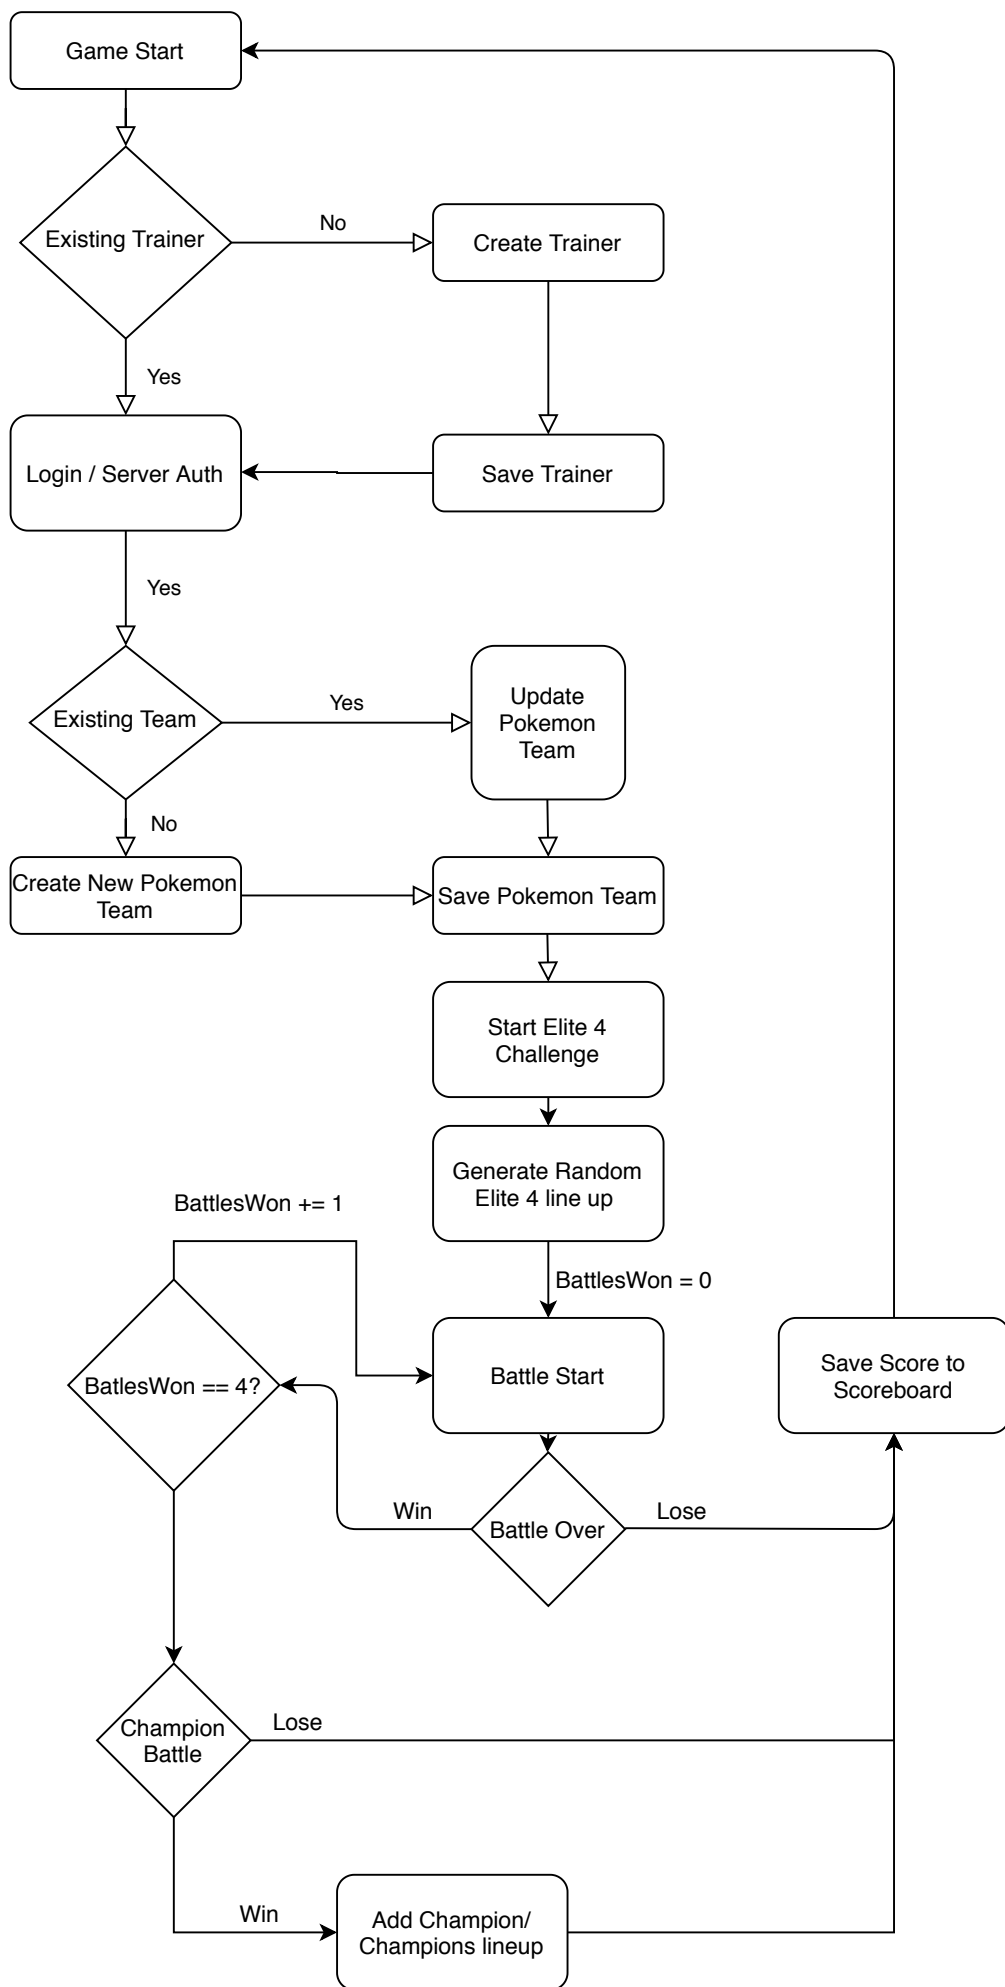 Game Start
Existing Trainer
No
Create Trainer
Yes
Login / Server Auth
Save Trainer
Yes
Existing Team
Yes
Update
Pokemon
Team
No
Create New Pokemon
Team
Save Pokemon Team
Start Elite 4
Challenge
Generate Random
Elite 4 line up
BattlesWon += 1
BattlesWon = 0
BatlesWon == 4?
Battle Start
Save Score to
Scoreboard
Win
Battle Over
Lose
Champion
Battle
Lose
Win
Add Champion/
Champions lineup